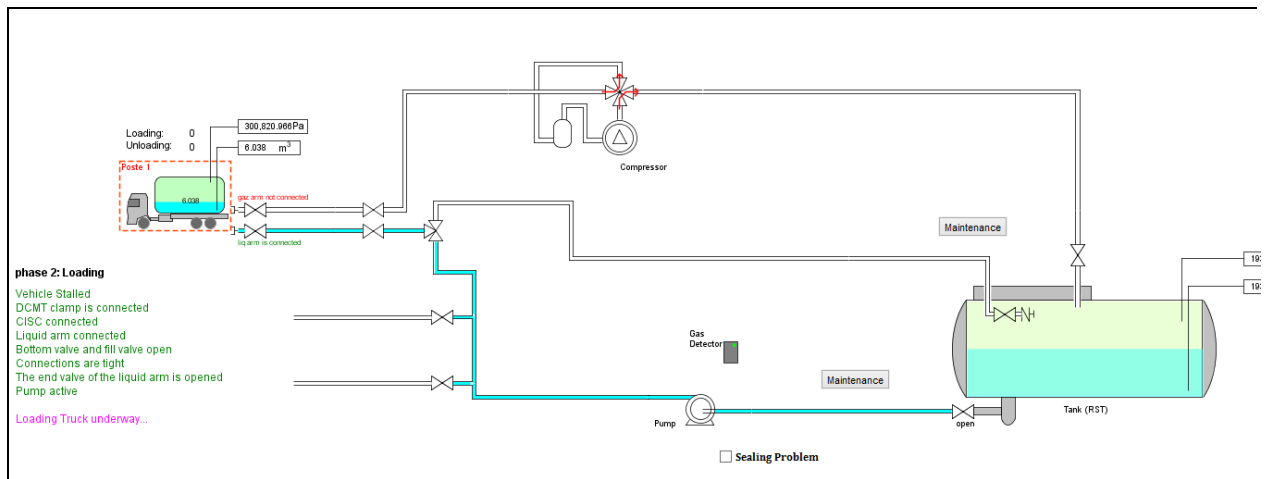 Loading: 0
Unloading: 0
300,820.966Pa
6.038 m³
Poste 1
6.038
gaz arm not connected
liq arm is connected
Compressor
Maintenance
phase 2: Loading
Vehicle Stalled
DCMT clamp is connected
CISC connected
Liquid arm connected
Bottom valve and fill valve open
Connections are tight
The end valve of the liquid arm is opened
Pump active
Loading Truck underway...
193
193
Gas
Detector
Maintenance
Pump
open
Tank (RST)
Sealing Problem